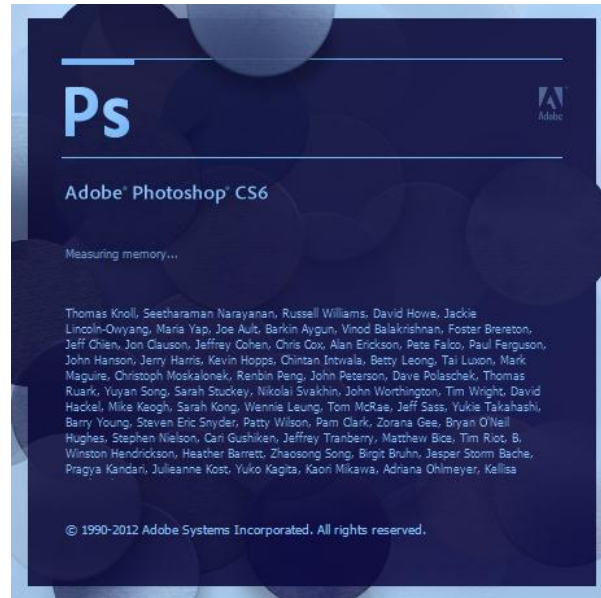 Ps
Adobe
Adobe® Photoshop® CS6
Measuring memory...
Thomas Knoll, Seetharaman Narayanan, Russell Williams, David Howe, Jackie
Lincoln-Owyang, Maria Yap, Joe Ault, Barkin Aygun, Vinod Balakrishnan, Foster Brereton,
Jeff Chien, Jon Clauson, Jeffrey Cohen, Chris Cox, Alan Erickson, Pete Falco, Paul Ferguson,
John Hanson, Jerry Harris, Kevin Hopps, Chintan Intwala, Betty Leong, Tai Luxon, Mark
Maguire, Christoph Moskalonek, Renbin Peng, John Peterson, Dave Polaschek, Thomas
Ruark, Yuyan Song, Sarah Stuckey, Nikolai Svakhin, John Worthington, Tim Wright, David
Hackel, Mike Keogh, Sarah Kong, Wennie Leung, Tom McRae, Jeff Sass, Yukie Takahashi,
Barry Young, Steven Eric Snyder, Patty Wilson, Pam Clark, Zorana Gee, Bryan O'Neil
Hughes, Stephen Nielson, Cari Gushiken, Jeffrey Tranberry, Matthew Bice, Tim Riot, B.
Winston Hendrickson, Heather Barrett, Zhaosong Song, Birgit Bruhn, Jesper Storm Bache,
Pragya Kandari, Julieanne Kost, Yuko Kagita, Kaori Mikawa, Adriana Ohlmeyer, Kellisa
© 1990-2012 Adobe Systems Incorporated. All rights reserved.